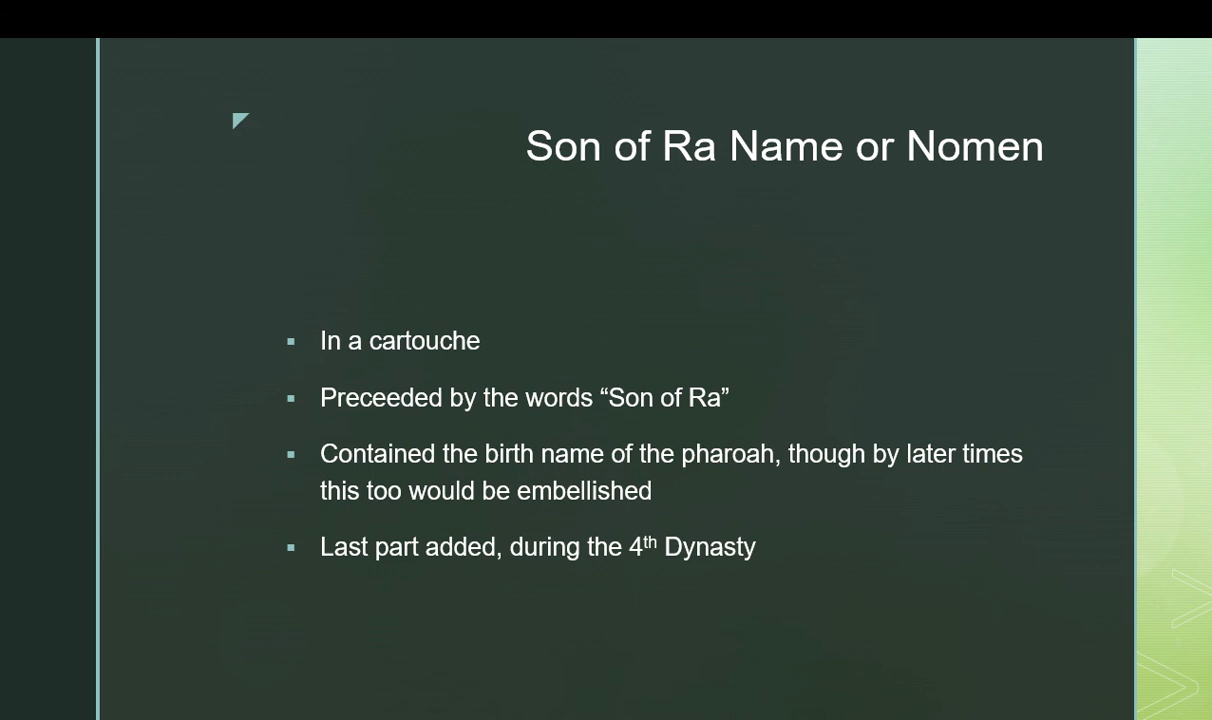 Son of Ra Name or Nomen
In a cartouche
Preceeded by the words “Son of Ra”
Contained the birth name of the pharoah, though by later times
this too would be embellished
Last part added, during the 4th Dynasty